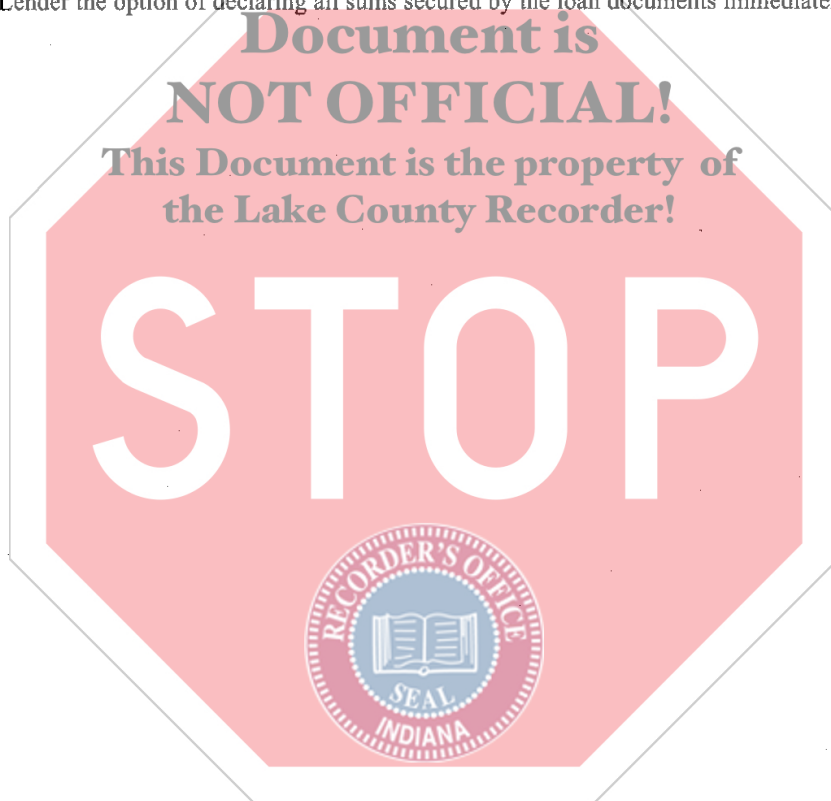 Lender the option of declaring all sums secured by the loan documents immediate
Document is
NOT OFFICIAL!
This Document is the property of
the Lake County Recorder!
STOP
RECORDER'S OFFICE
SEAL
INDIANA